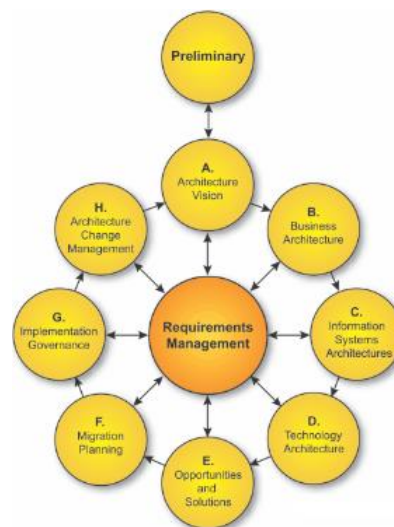 Preliminary
A.
Architecture
Vision
B.
Business
Architecture
C.
Information
Systems
Architectures
D.
Technology
Architecture
E.
Opportunities
and
Solutions
F.
Migration
Planning
G.
Implementation
Governance
H.
Architecture
Change
Management
Requirements
Management